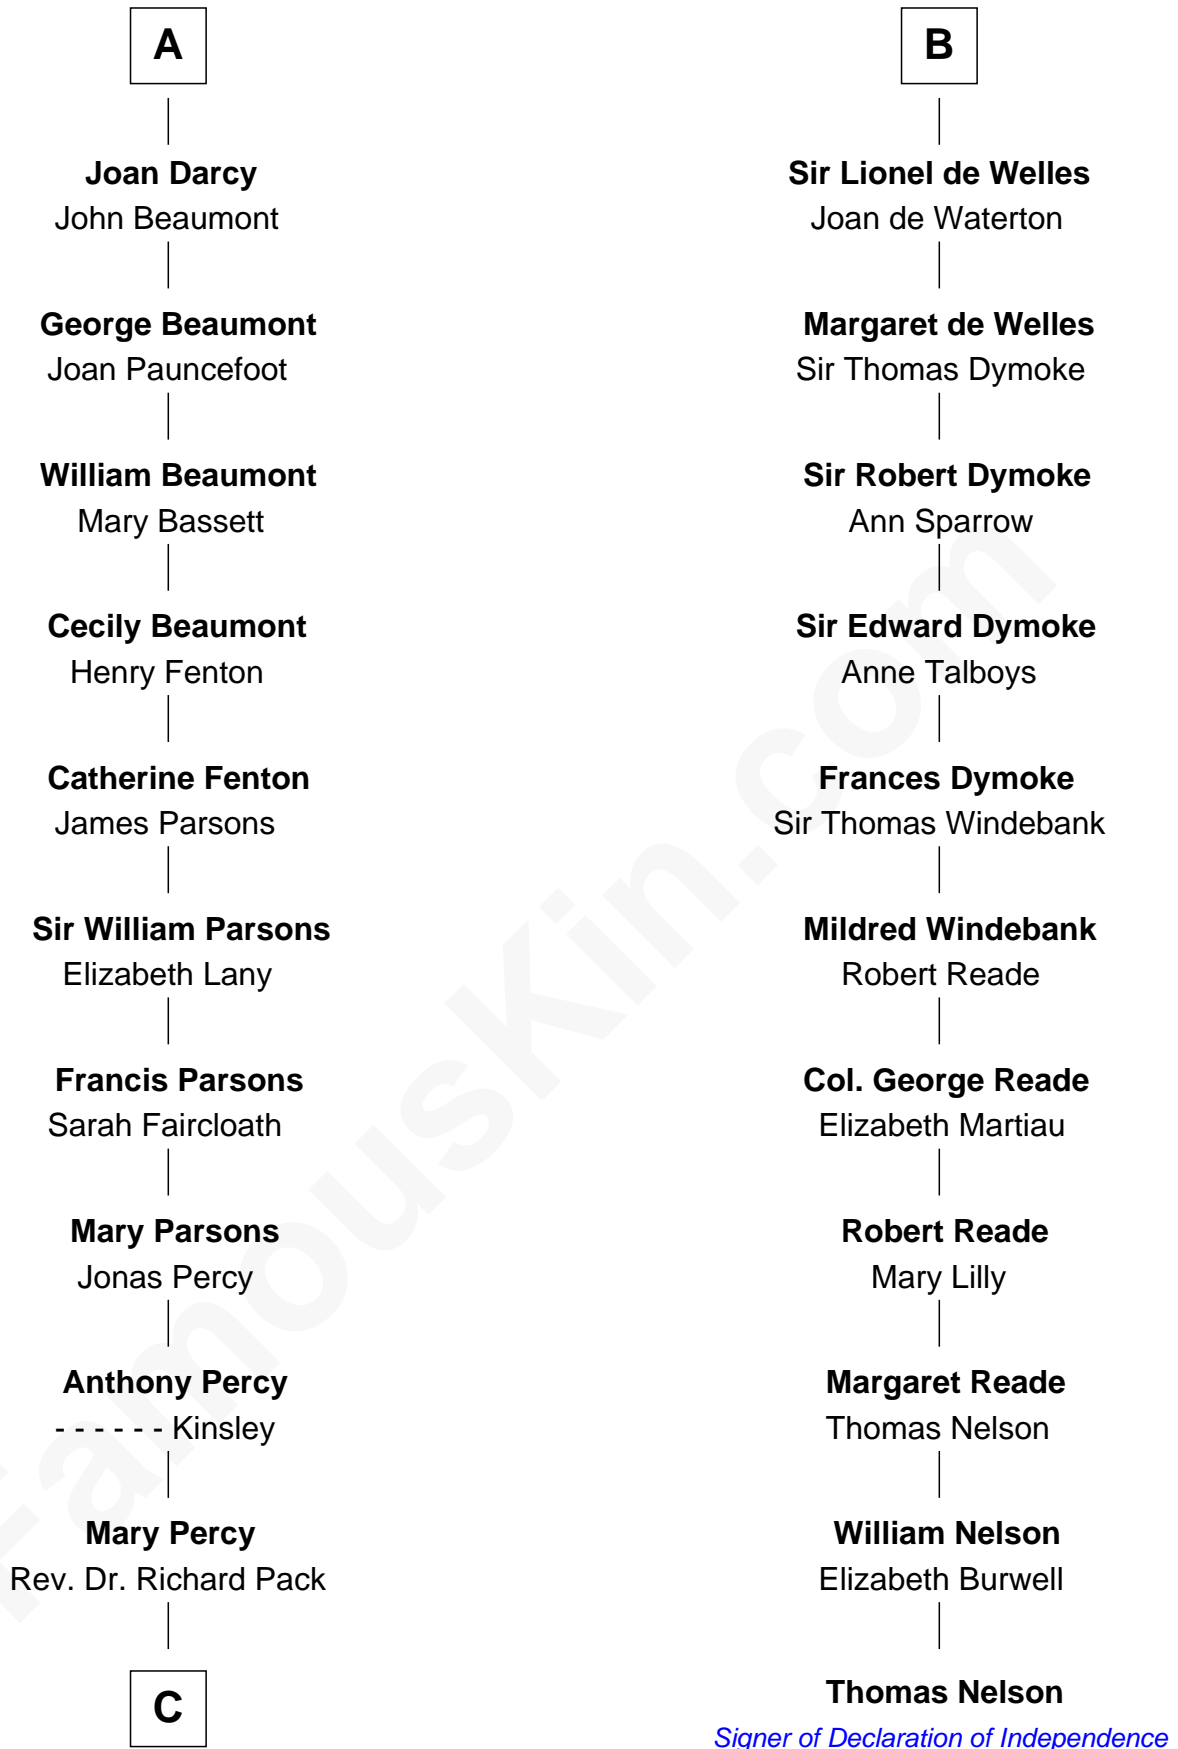 A
Joan Darcy
John Beaumont
George Beaumont
Joan Pauncefoot
William Beaumont
Mary Bassett
Cecily Beaumont
Henry Fenton
Catherine Fenton
James Parsons
Sir William Parsons
Elizabeth Lany
Francis Parsons
Sarah Faircloath
Mary Parsons
Jonas Percy
Anthony Percy
- - - - - - Kinsley
Mary Percy
Rev. Dr. Richard Pack
C
B
Sir Lionel de Welles
Joan de Waterton
Margaret de Welles
Sir Thomas Dymoke
Sir Robert Dymoke
Ann Sparrow
Sir Edward Dymoke
Anne Talboys
Frances Dymoke
Sir Thomas Windebank
Mildred Windebank
Robert Reade
Col. George Reade
Elizabeth Martiau
Robert Reade
Mary Lilly
Margaret Reade
Thomas Nelson
William Nelson
Elizabeth Burwell
Thomas Nelson
Signer of Declaration of Independence
FamousKin.com